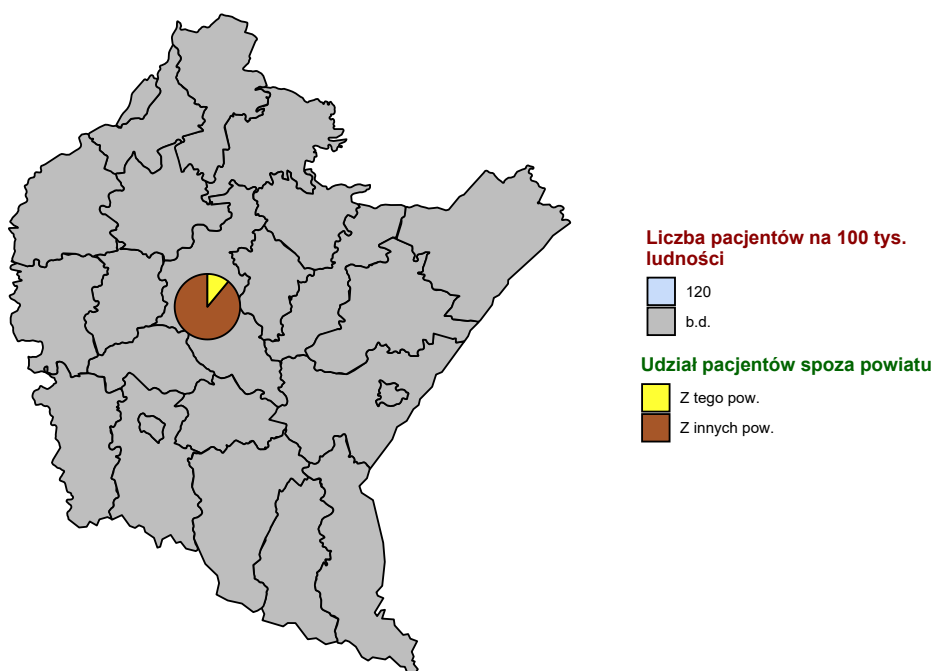 Liczba pacjentów na 100 tys.
ludności
120
b.d.
Udział pacjentów spoza powiatu
Z tego pow.
Z innych pow.